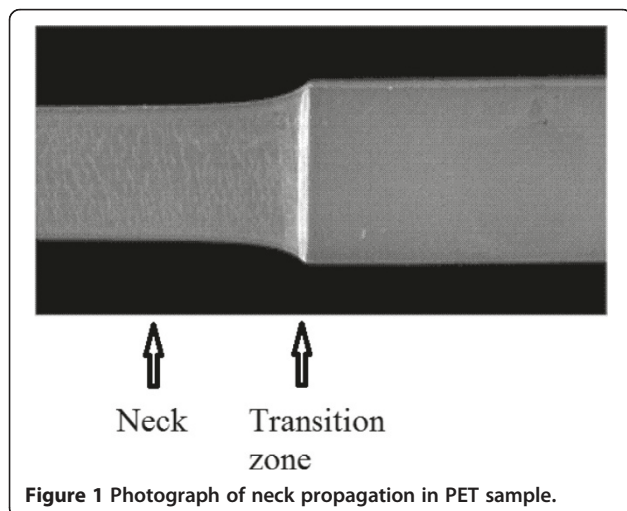 Neck
Transition
zone
Figure 1 Photograph of neck propagation in PET sample.